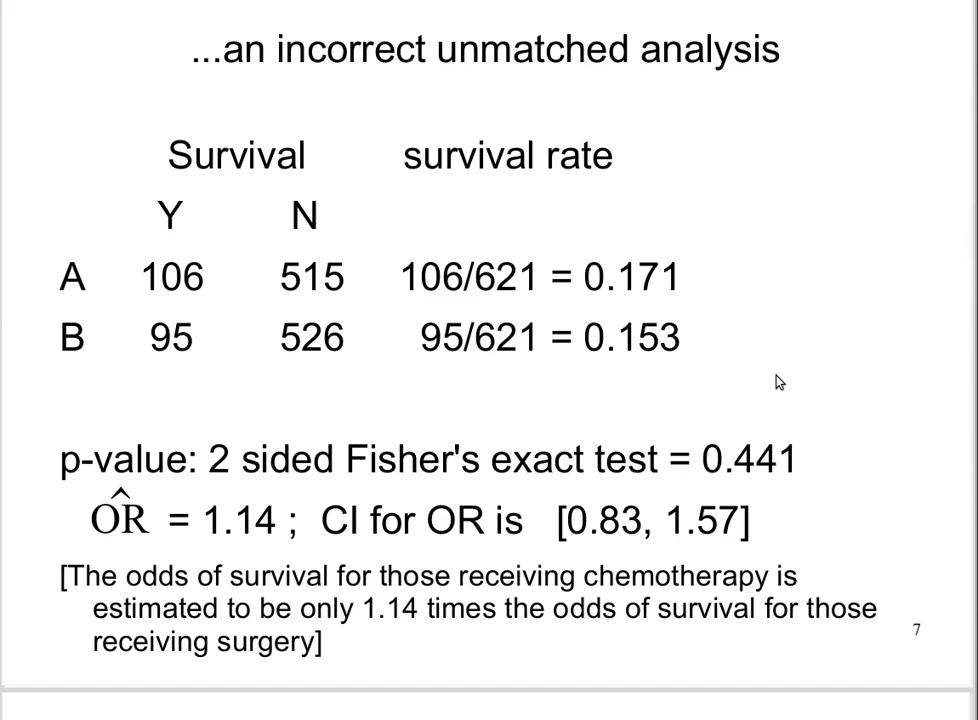 ...an incorrect unmatched analysis
Survival survival rate
Y N
A 106 515 106/621 = 0.171
B 95 526 95/621 = 0.153
p-value: 2 sided Fisher's exact test = 0.441
ÔR = 1.14 ; CI for OR is [0.83, 1.57]
[The odds of survival for those receiving chemotherapy is
estimated to be only 1.14 times the odds of survival for those
receiving surgery]
7